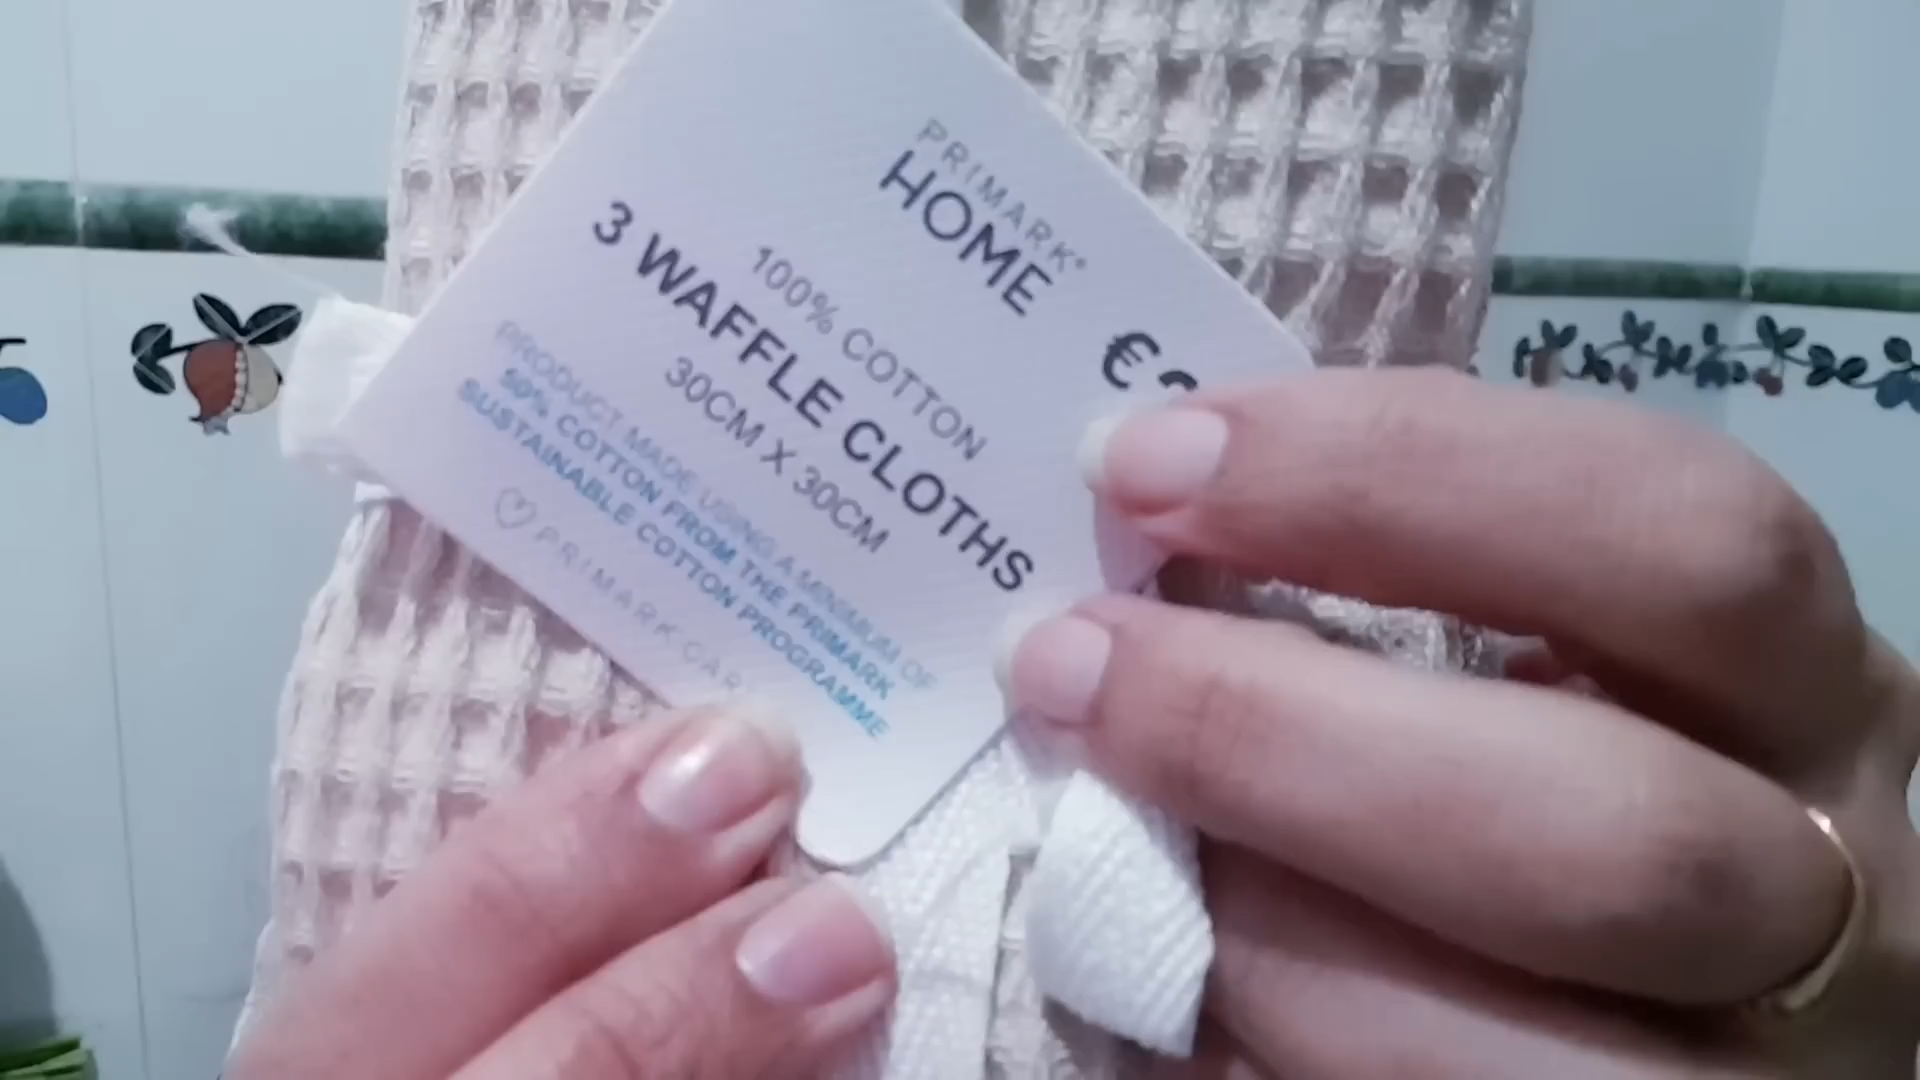 PRIMARK®
HOME
€
100% COTTON
3 WAFFLE CLOTHS
30CM X 30CM
PRODUCT MADE USING A MINIMUM OF
50% COTTON FROM THE PRIMARK
SUSTAINABLE COTTON PROGRAMME
PRIMARK